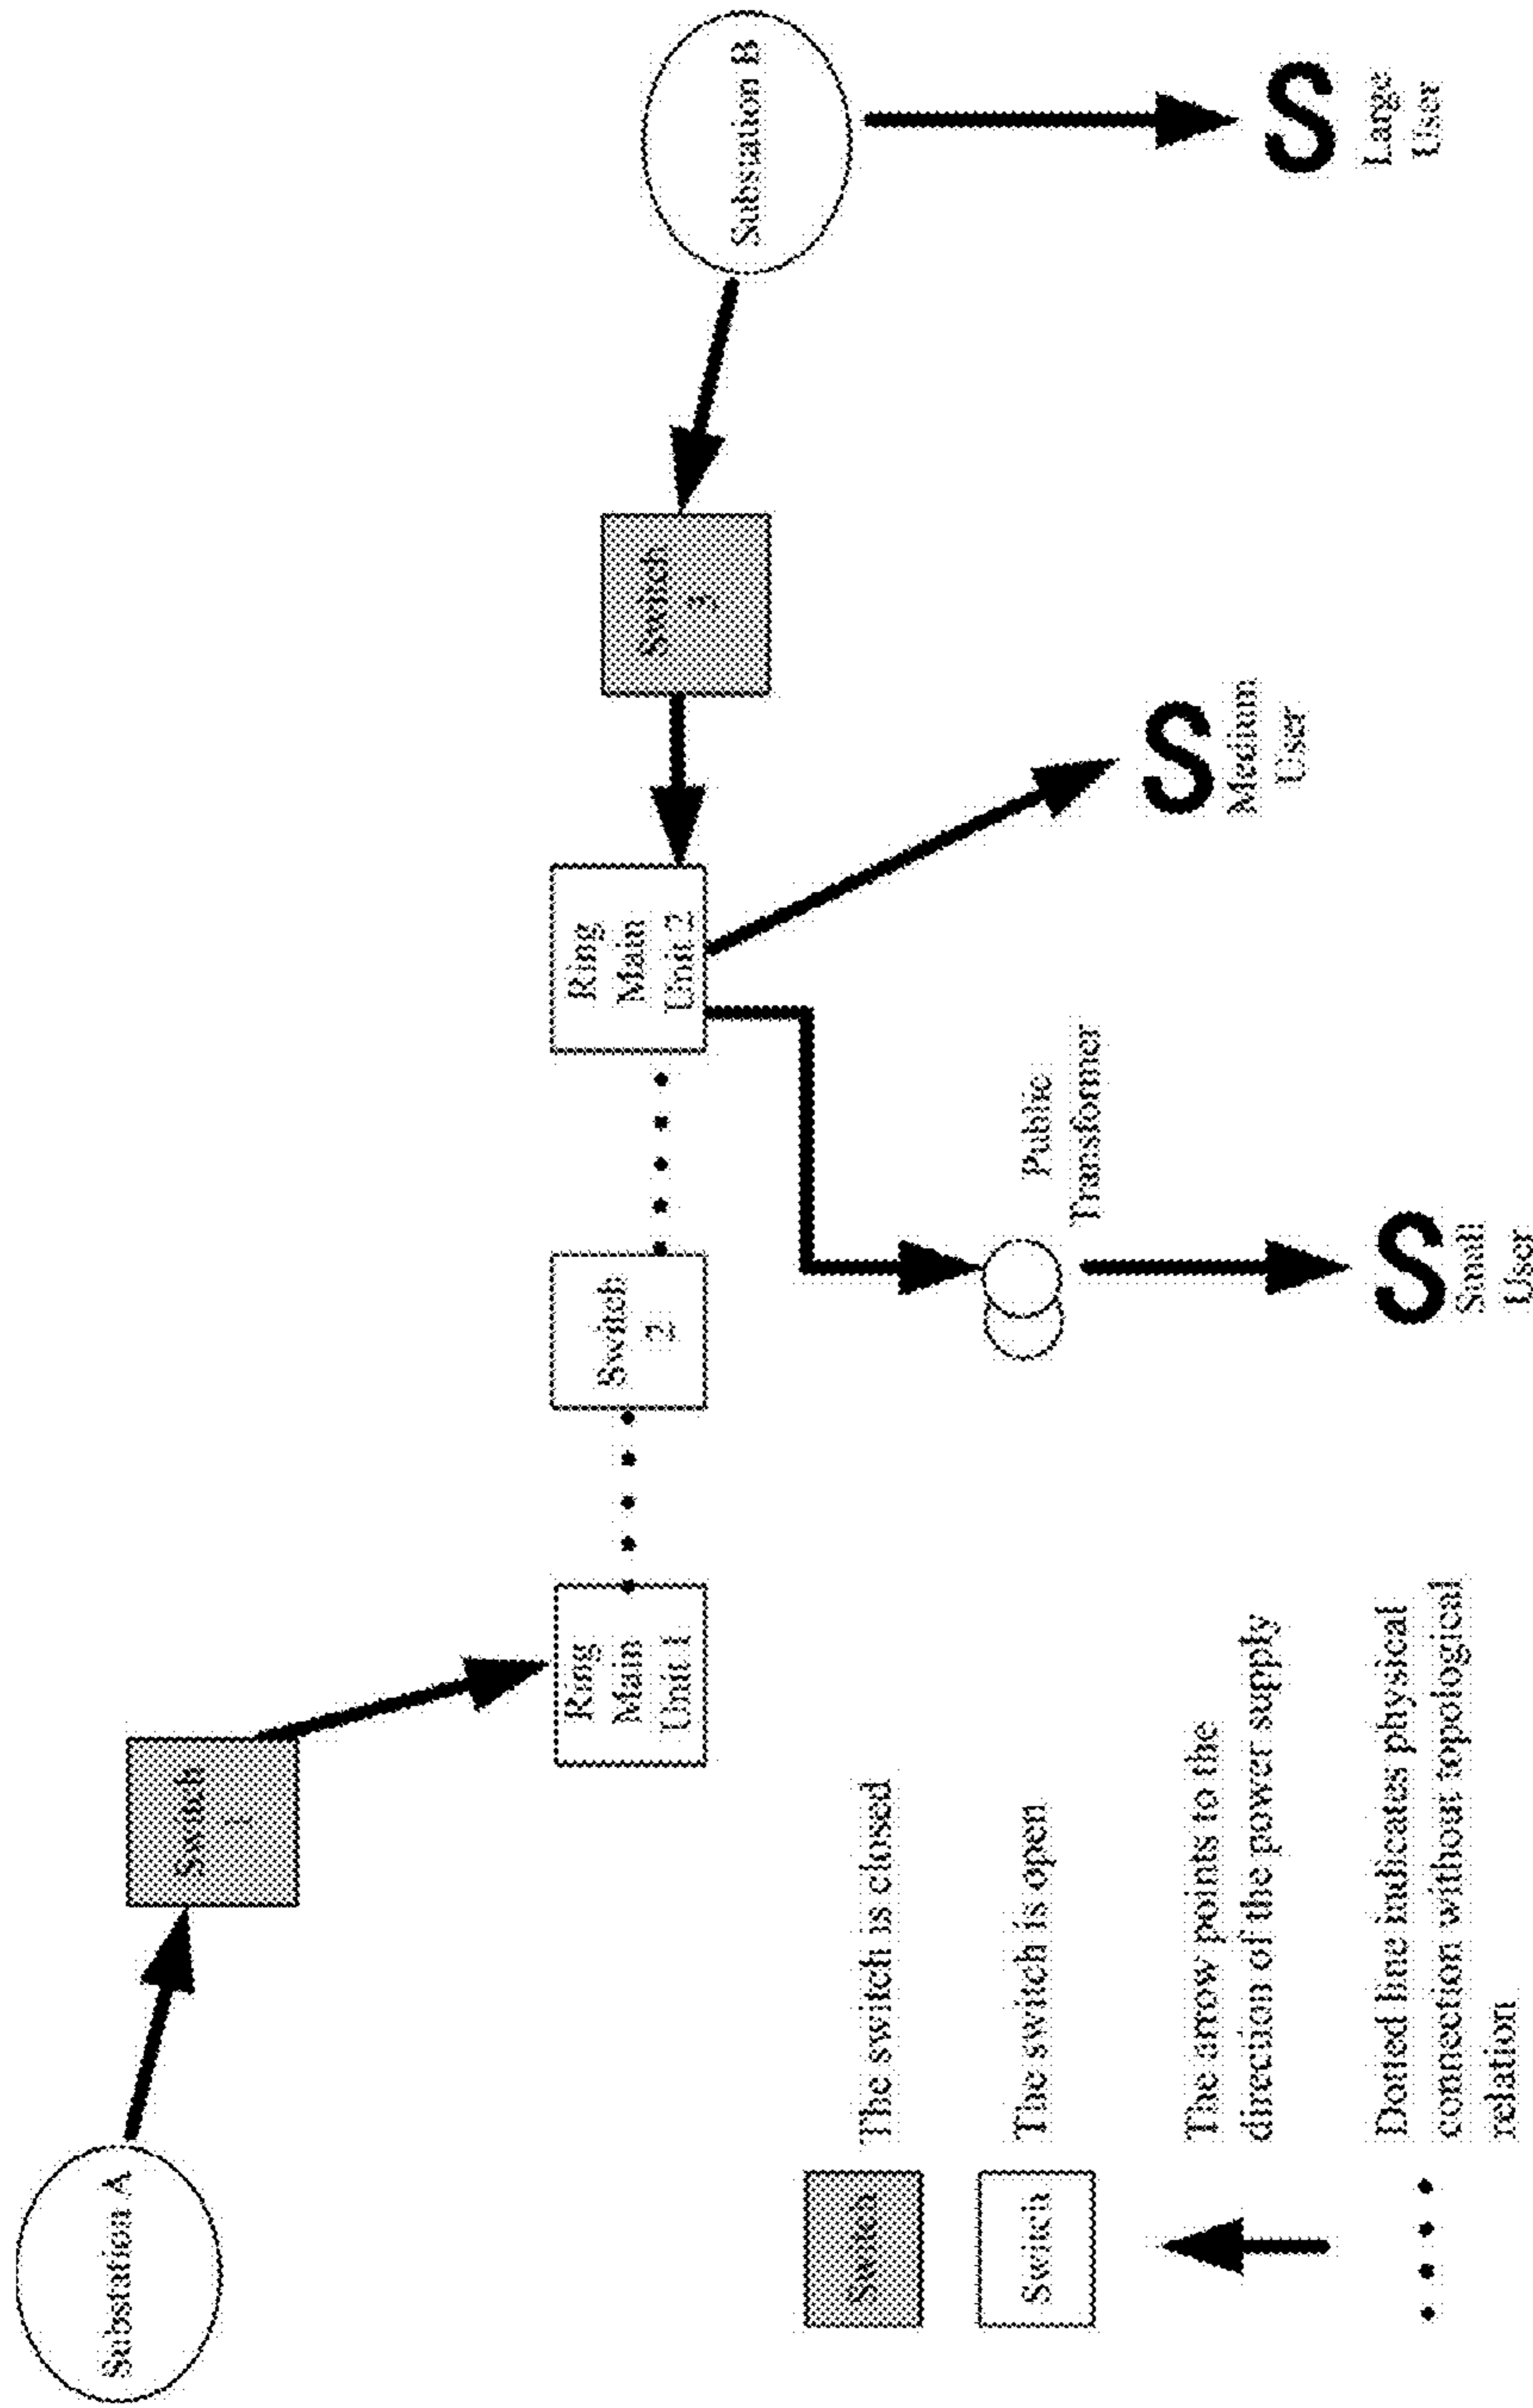 Substation A
Switch
1
Ring
Main
Unit 1
Switch
2
Ring
Main
Unit 2
Switch
3
Substation B
Public
Transformer
S
Small
User
S
Medium
User
S
Large
User
Switch
The switch is closed
Switch
The switch is open
The arrow points to the
direction of the power supply
Dotted line indicates physical
connection without topological
relation